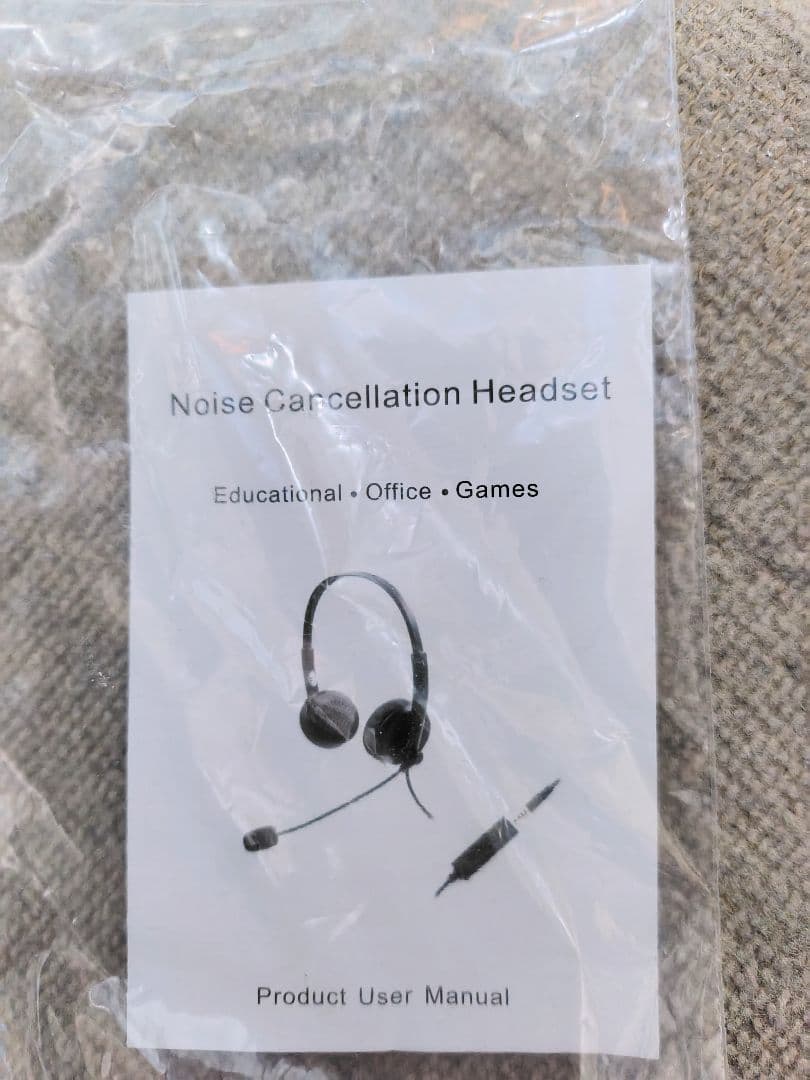 Noise Cancellation Headset
Educational • Office • Games
Product User Manual